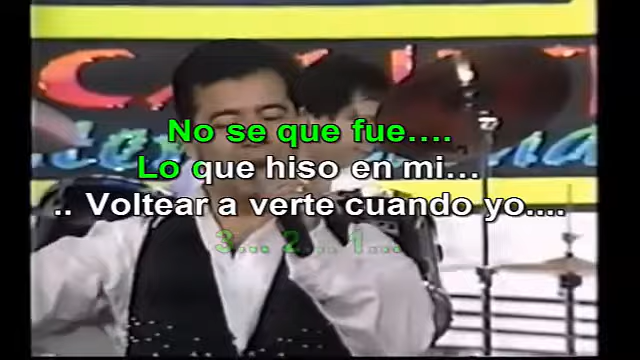 No se que fue....
Lo que hiso en mi...
.. Voltear a verte cuando yo....
3... 2... 1...